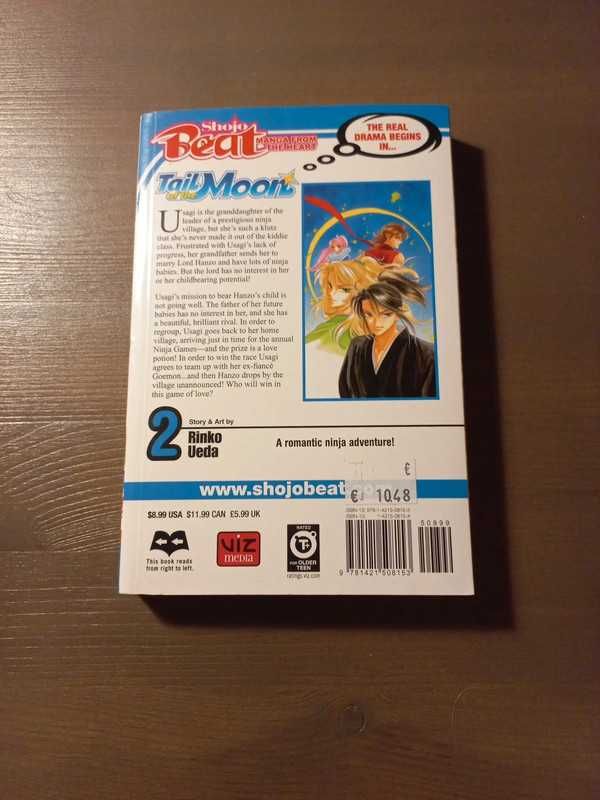 Shojo
Beat
MANGA FROM
THE HEART
THE REAL
DRAMA BEGINS
IN...
Tail
of the
Moon
Usagi is the granddaughter of the
leader of a prestigious ninja
village, but she's such a klutz
that she's never made it out of the kiddie
class. Frustrated with Usagi's lack of
progress, her grandfather sends her to
marry Lord Hanzo and have lots of ninja
babies. But the lord has no interest in her
or her childbearing potential!
Usagi's mission to bear Hanzo's child is
not going well. The father of her future
babies has no interest in her, and she has
a beautiful, brilliant rival. In order to
regroup, Usagi goes back to her home
village, arriving just in time for the annual
Ninja Games—and the prize is a love
potion! In order to win the race Usagi
agrees to team up with her ex-fiancé
Goemon...and then Hanzo drops by the
village unannounced! Who will win in
this game of love?
2
Story & Art by
Rinko
Ueda
A romantic ninja adventure!
€
€ 10.48
www.shojobeat.com
$8.99 USA $11.99 CAN £5.99 UK
50899
This book reads
from right to left.
VIZ
media
RATED
T+
FOR OLDER
TEEN
ratings.viz.com
9 781421 508153